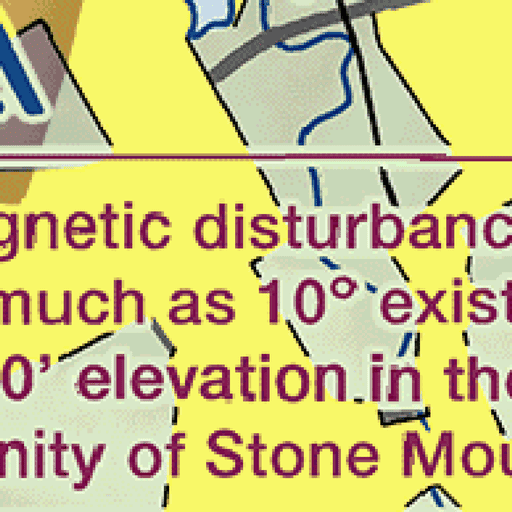 gnetic disturbanc
much as 10° exist
0’ elevation in the
nity of Stone Mou